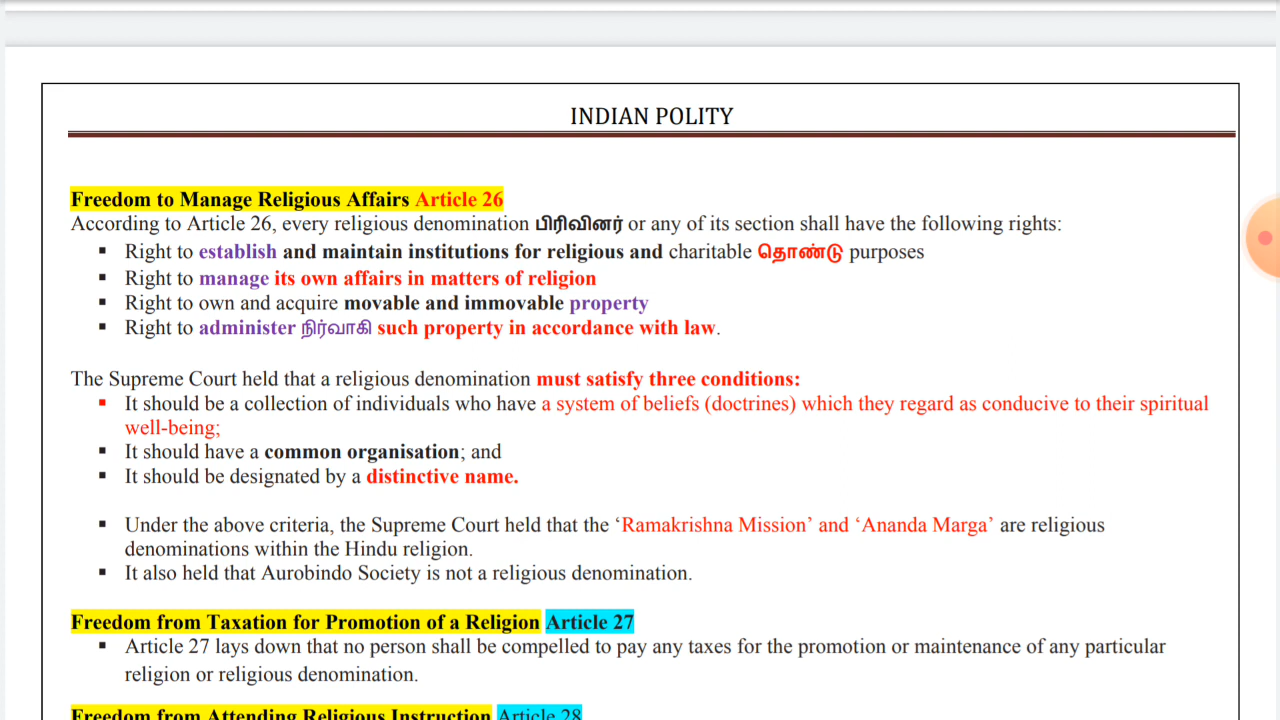 INDIAN POLITY
Freedom to Manage Religious Affairs Article 26
According to Article 26, every religious denomination பிரிவினர் or any of its section shall have the following rights:
▪ Right to establish and maintain institutions for religious and charitable தொண்டு purposes
▪ Right to manage its own affairs in matters of religion
▪ Right to own and acquire movable and immovable property
▪ Right to administer நிர்வாகி such property in accordance with law.
The Supreme Court held that a religious denomination must satisfy three conditions:
▪ It should be a collection of individuals who have a system of beliefs (doctrines) which they regard as conducive to their spiritual
well-being;
▪ It should have a common organisation; and
▪ It should be designated by a distinctive name.
▪ Under the above criteria, the Supreme Court held that the ‘Ramakrishna Mission’ and ‘Ananda Marga’ are religious
denominations within the Hindu religion.
▪ It also held that Aurobindo Society is not a religious denomination.
Freedom from Taxation for Promotion of a Religion Article 27
▪ Article 27 lays down that no person shall be compelled to pay any taxes for the promotion or maintenance of any particular
religion or religious denomination.
Freedom from Attending Religious Instruction Article 28